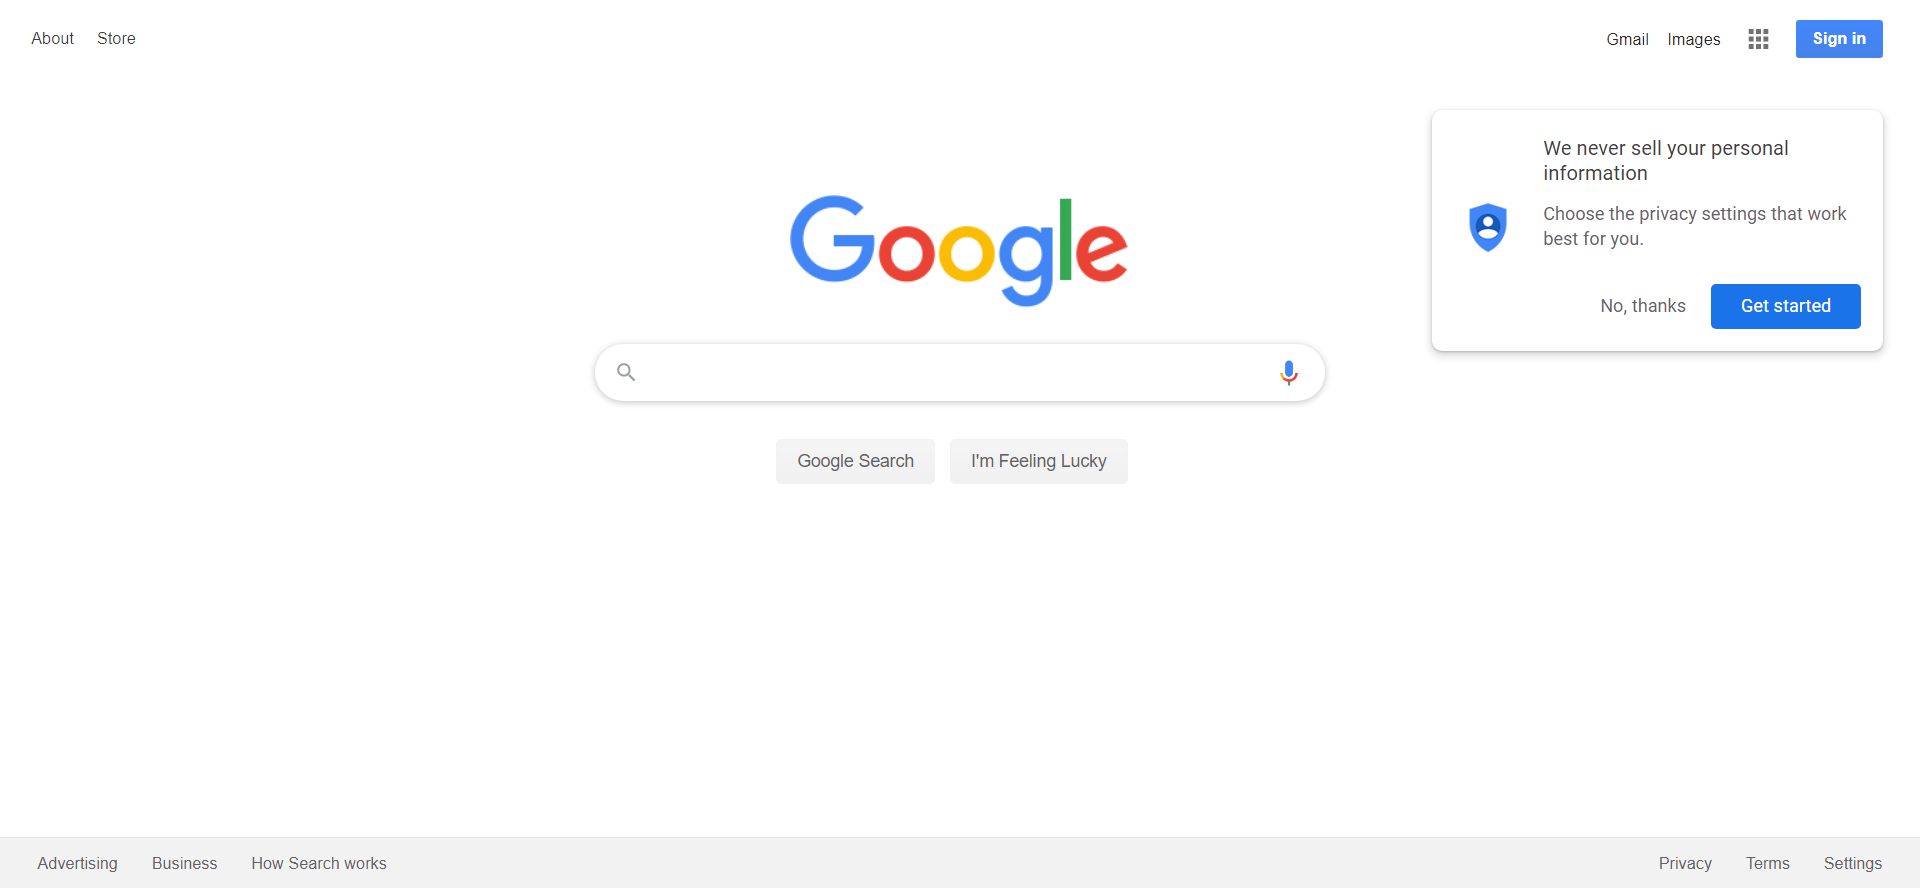 About Store
Gmail Images Sign in
We never sell your personal
information
Choose the privacy settings that work
best for you.
No, thanks Get started
Google
Google Search I'm Feeling Lucky
Advertising Business How Search works
Privacy Terms Settings